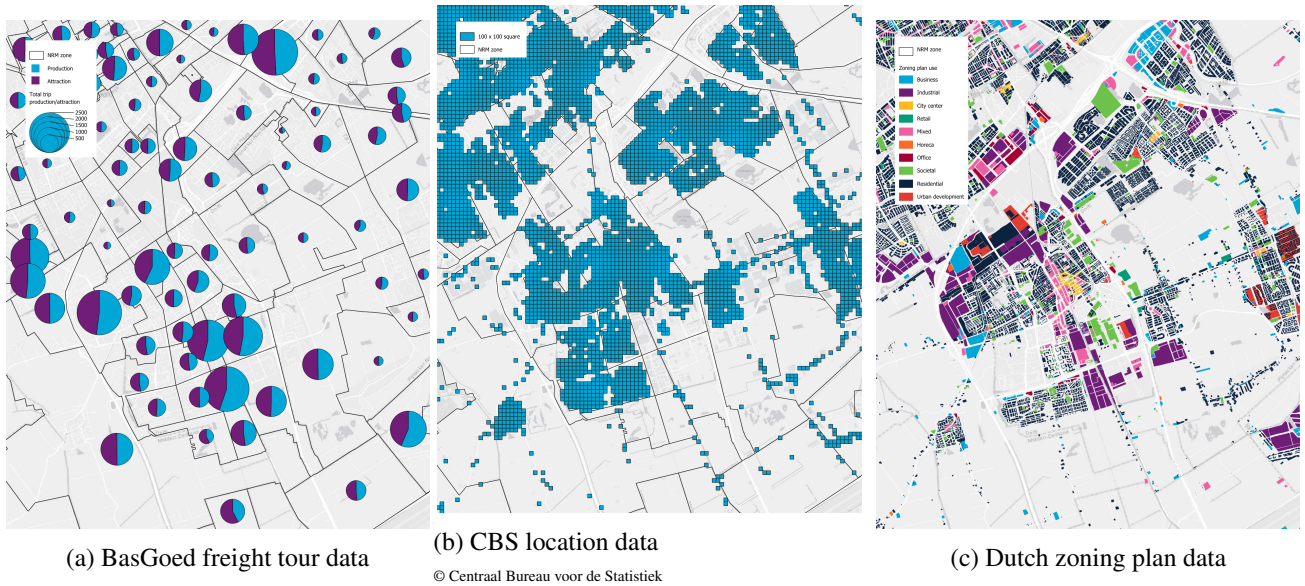 NRM zone
Production
Attraction
Total trip
production/attraction
2500
2000
1500
1000
500
(a) BasGoed freight tour data
100 x 100 square
NRM zone
(b) CBS location data
© Centraal Bureau voor de Statistiek
NRM zone
Zoning plan use
Business
Industrial
City center
Retail
Mixed
Horeca
Office
Societal
Residential
Urban development
(c) Dutch zoning plan data